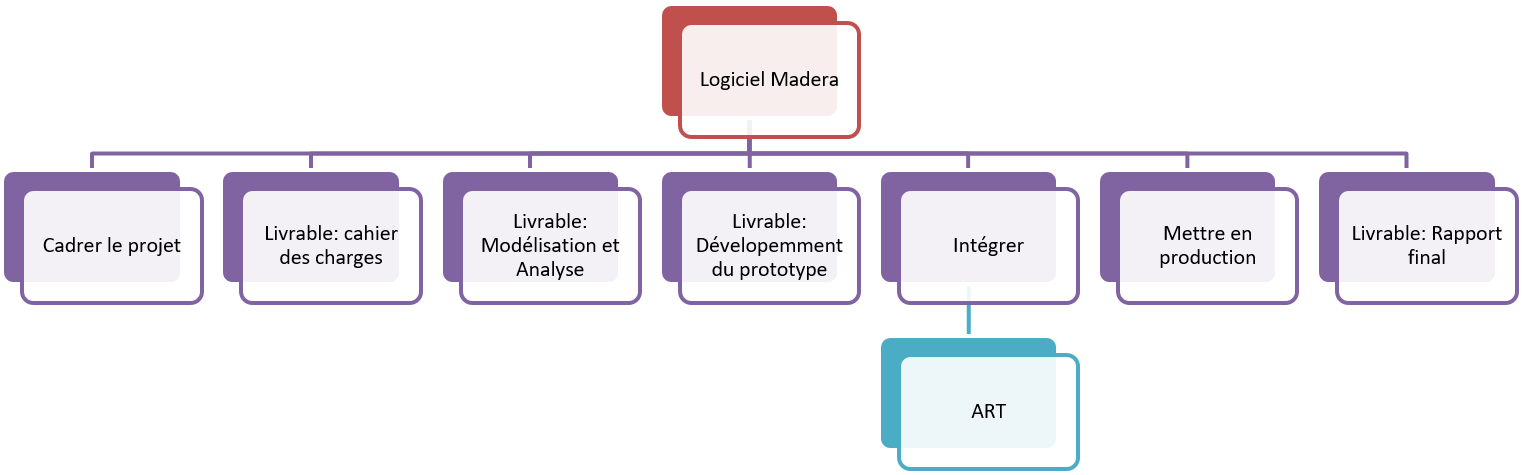 Logiciel Madera
Cadrer le projet
Livrable: cahier
des charges
Livrable:
Modélisation et
Analyse
Livrable:
Dévelopemment
du prototype
Intégrer
Mettre en
production
Livrable: Rapport
final
ART